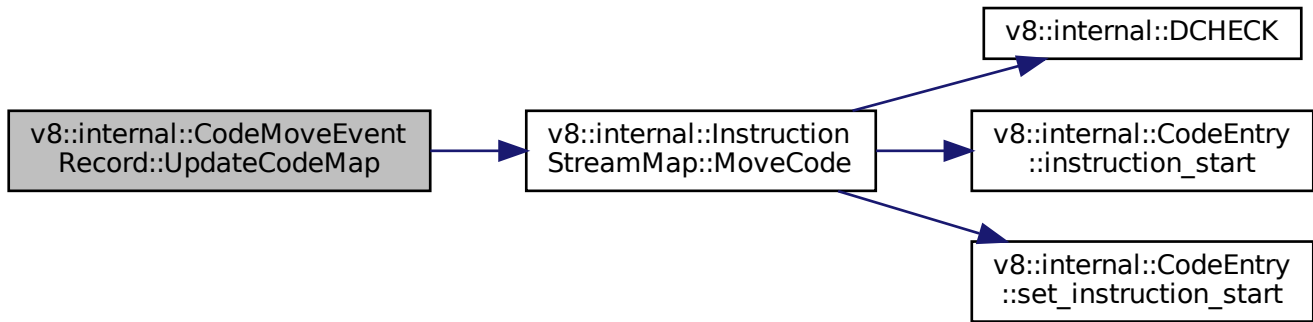 v8::internal::CodeMoveEvent
Record::UpdateCodeMap
v8::internal::Instruction
StreamMap::MoveCode
v8::internal::DCHECK
v8::internal::CodeEntry
::instruction_start
v8::internal::CodeEntry
::set_instruction_start